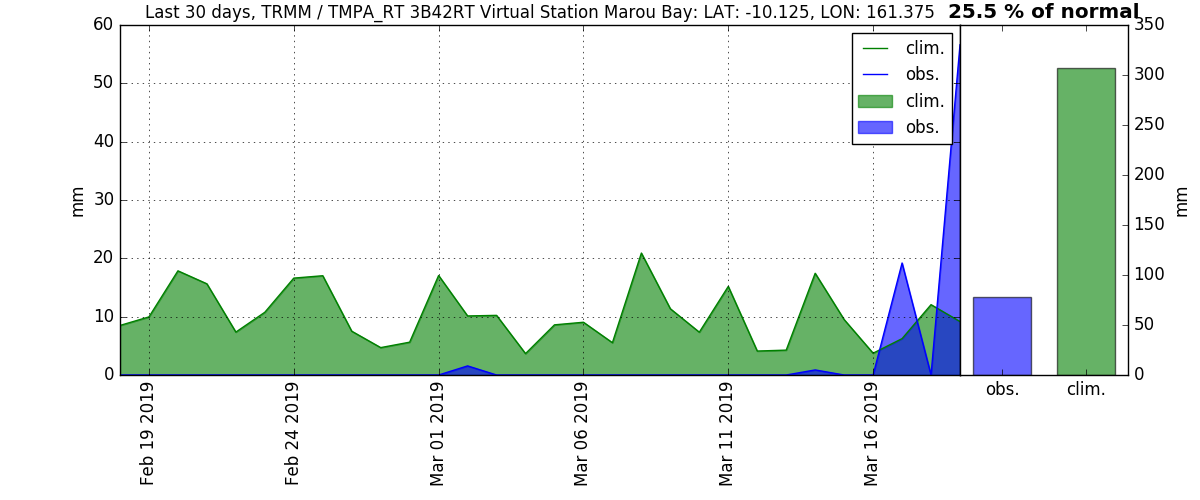 Last 30 days, TRMM / TMPA_RT 3B42RT Virtual Station Marou Bay: LAT: -10.125, LON: 161.375 25.5 % of normal
60
50
40
30
20
10
0
mm
clim.
obs.
clim.
obs.
Feb 19 2019
Feb 24 2019
Mar 01 2019
Mar 06 2019
Mar 11 2019
Mar 16 2019
350
300
250
200
150
100
50
0
mm
obs. clim.